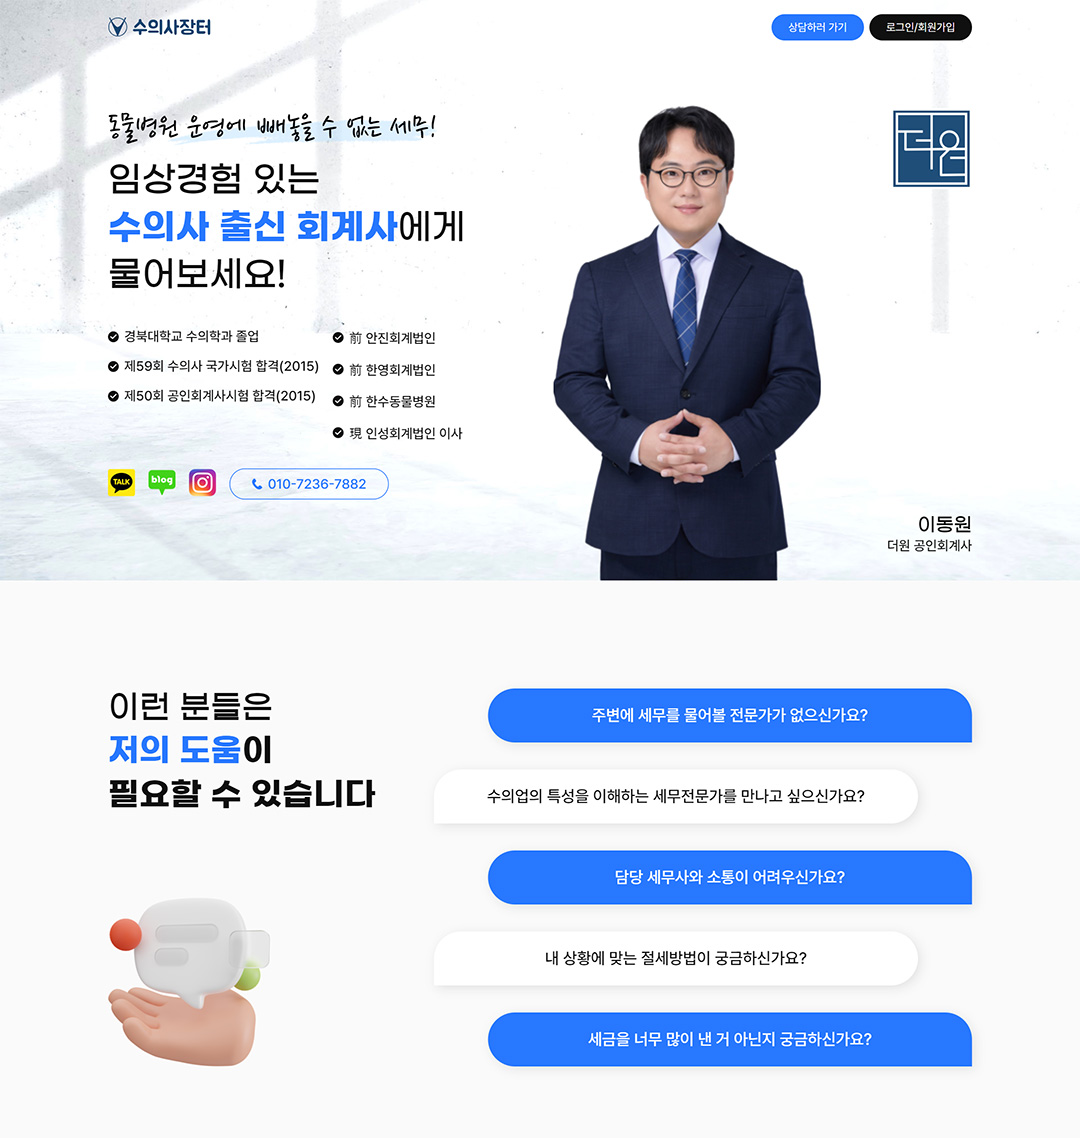 수의사장터
상담하러 가기
로그인/회원가입
동물병원 운영에 빼놓을 수 없는 세무!
임상경험 있는
수의사 출신 회계사에게
물어보세요!
더원
경북대학교 수의학과 졸업
제59회 수의사 국가시험 합격(2015)
제50회 공인회계사시험 합격(2015)
前 안진회계법인
前 한영회계법인
前 한수동물병원
現 인성회계법인 이사
TALK
blog
010-7236-7882
이동원
더원 공인회계사
이런 분들은
저의 도움이
필요할 수 있습니다
주변에 세무를 물어볼 전문가가 없으신가요?
수의업의 특성을 이해하는 세무전문가를 만나고 싶으신가요?
담당 세무사와 소통이 어려우신가요?
내 상황에 맞는 절세방법이 궁금하신가요?
세금을 너무 많이 낸 거 아닌지 궁금하신가요?